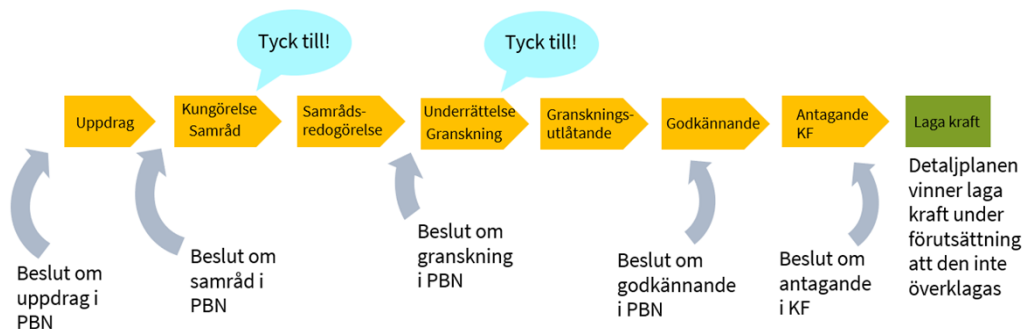 Tyck till!
Tyck till!
Uppdrag
Kungörelse
Samråd
Samråds-
redogörelse
Underrättelse
Granskning
Gransknings-
utlåtande
Godkännande
Antagande
KF
Laga kraft
Beslut om
uppdrag i
PBN
Beslut om
samråd i
PBN
Beslut om
granskning
i PBN
Beslut om
godkännande
i PBN
Beslut om
antagande
i KF
Detaljplanen
vinner laga
kraft under
förutsättning
att den inte
överklagas